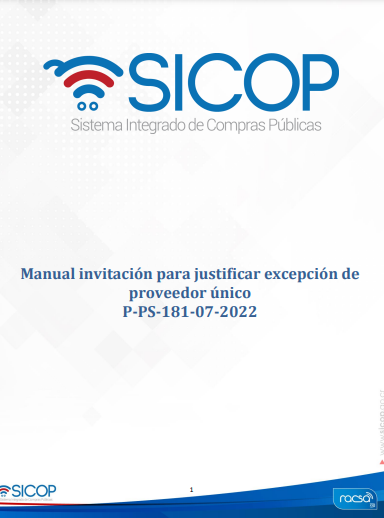 SICOP
Sistema Integrado de Compras Públicas
Manual invitación para justificar excepción de
proveedor único
P-PS-181-07-2022
SICOP
1
racsa